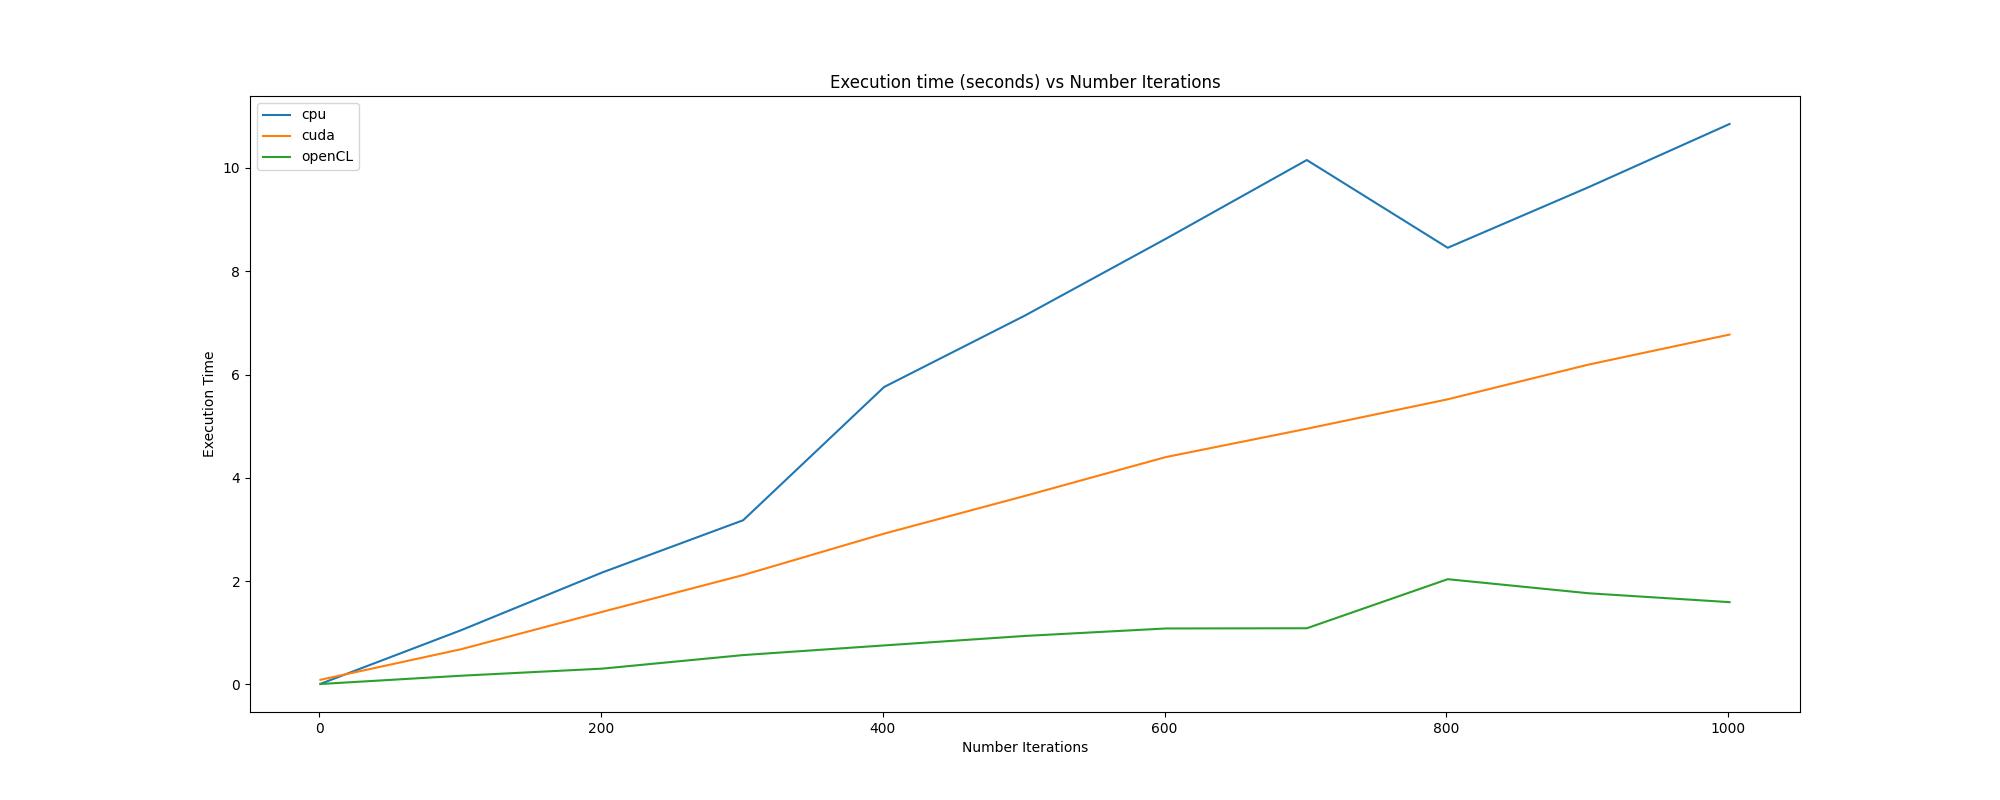 Execution time (seconds) vs Number Iterations
cpu
cuda
openCL
Execution Time
10
8
6
4
2
0
0 200 400 600 800 1000
Number Iterations